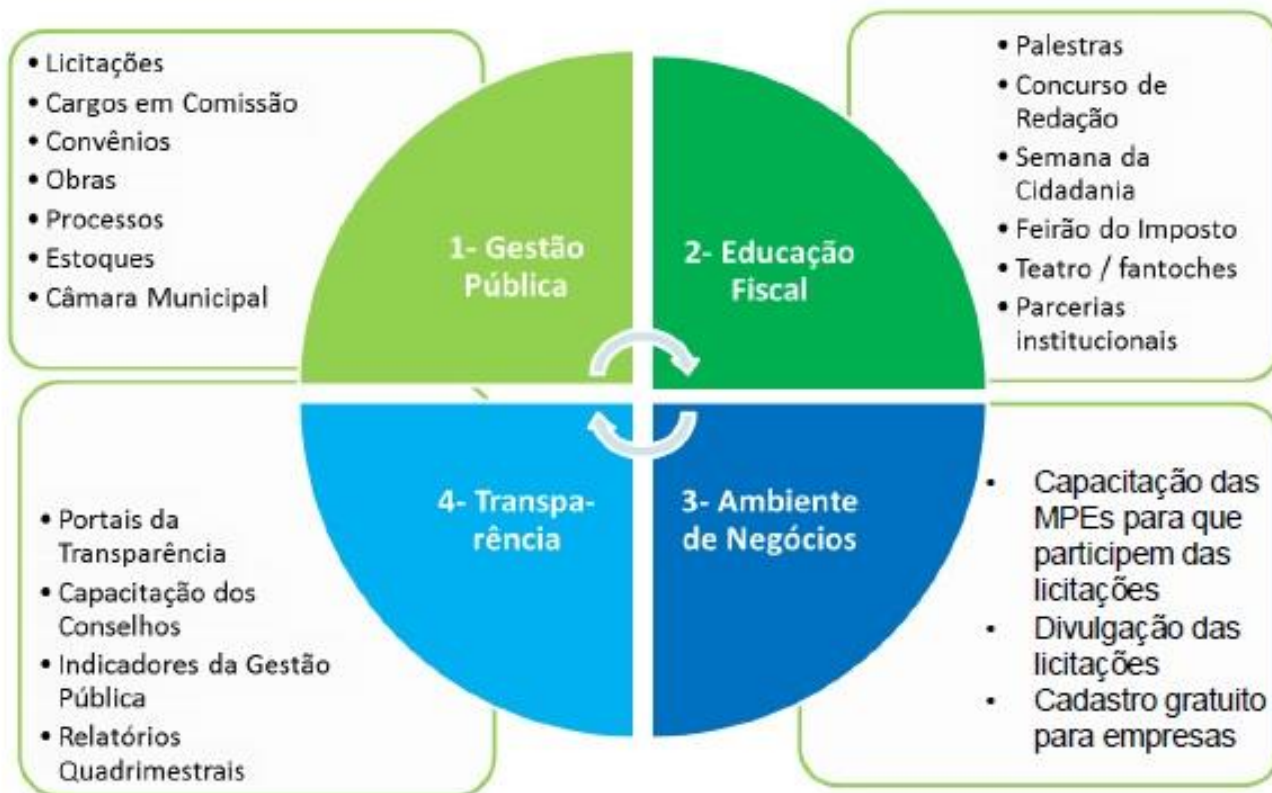 • Licitações
• Cargos em Comissão
• Convênios
• Obras
• Processos
• Estoques
• Câmara Municipal
1- Gestão
Pública
2- Educação
Fiscal
• Palestras
• Concurso de
Redação
• Semana da
Cidadania
• Feirão do Imposto
• Teatro / fantoches
• Parcerias
institucionais
4- Transpa-
rência
3- Ambiente
de Negócios
• Portais da
Transparência
• Capacitação dos
Conselhos
• Indicadores da Gestão
Pública
• Relatórios
Quadrimestrais
• Capacitação das
MPEs para que
participem das
licitações
• Divulgação das
licitações
• Cadastro gratuito
para empresas